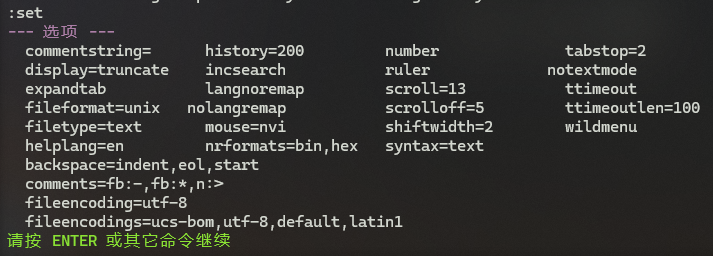 :set
--- 选项 ---
  commentstring=      history=200         number              tabstop=2
  display=truncate    incsearch           ruler             notextmode
  expandtab           langnoremap         scroll=13           ttimeout
  fileformat=unix   nolangremap           scrolloff=5         ttimeoutlen=100
  filetype=text       mouse=nvi           shiftwidth=2        wildmenu
  helplang=en         nrformats=bin,hex   syntax=text
  backspace=indent,eol,start
  comments=fb:-,fb:*,n:>
  fileencoding=utf-8
  fileencodings=ucs-bom,utf-8,default,latin1
请按 ENTER 或其它命令继续